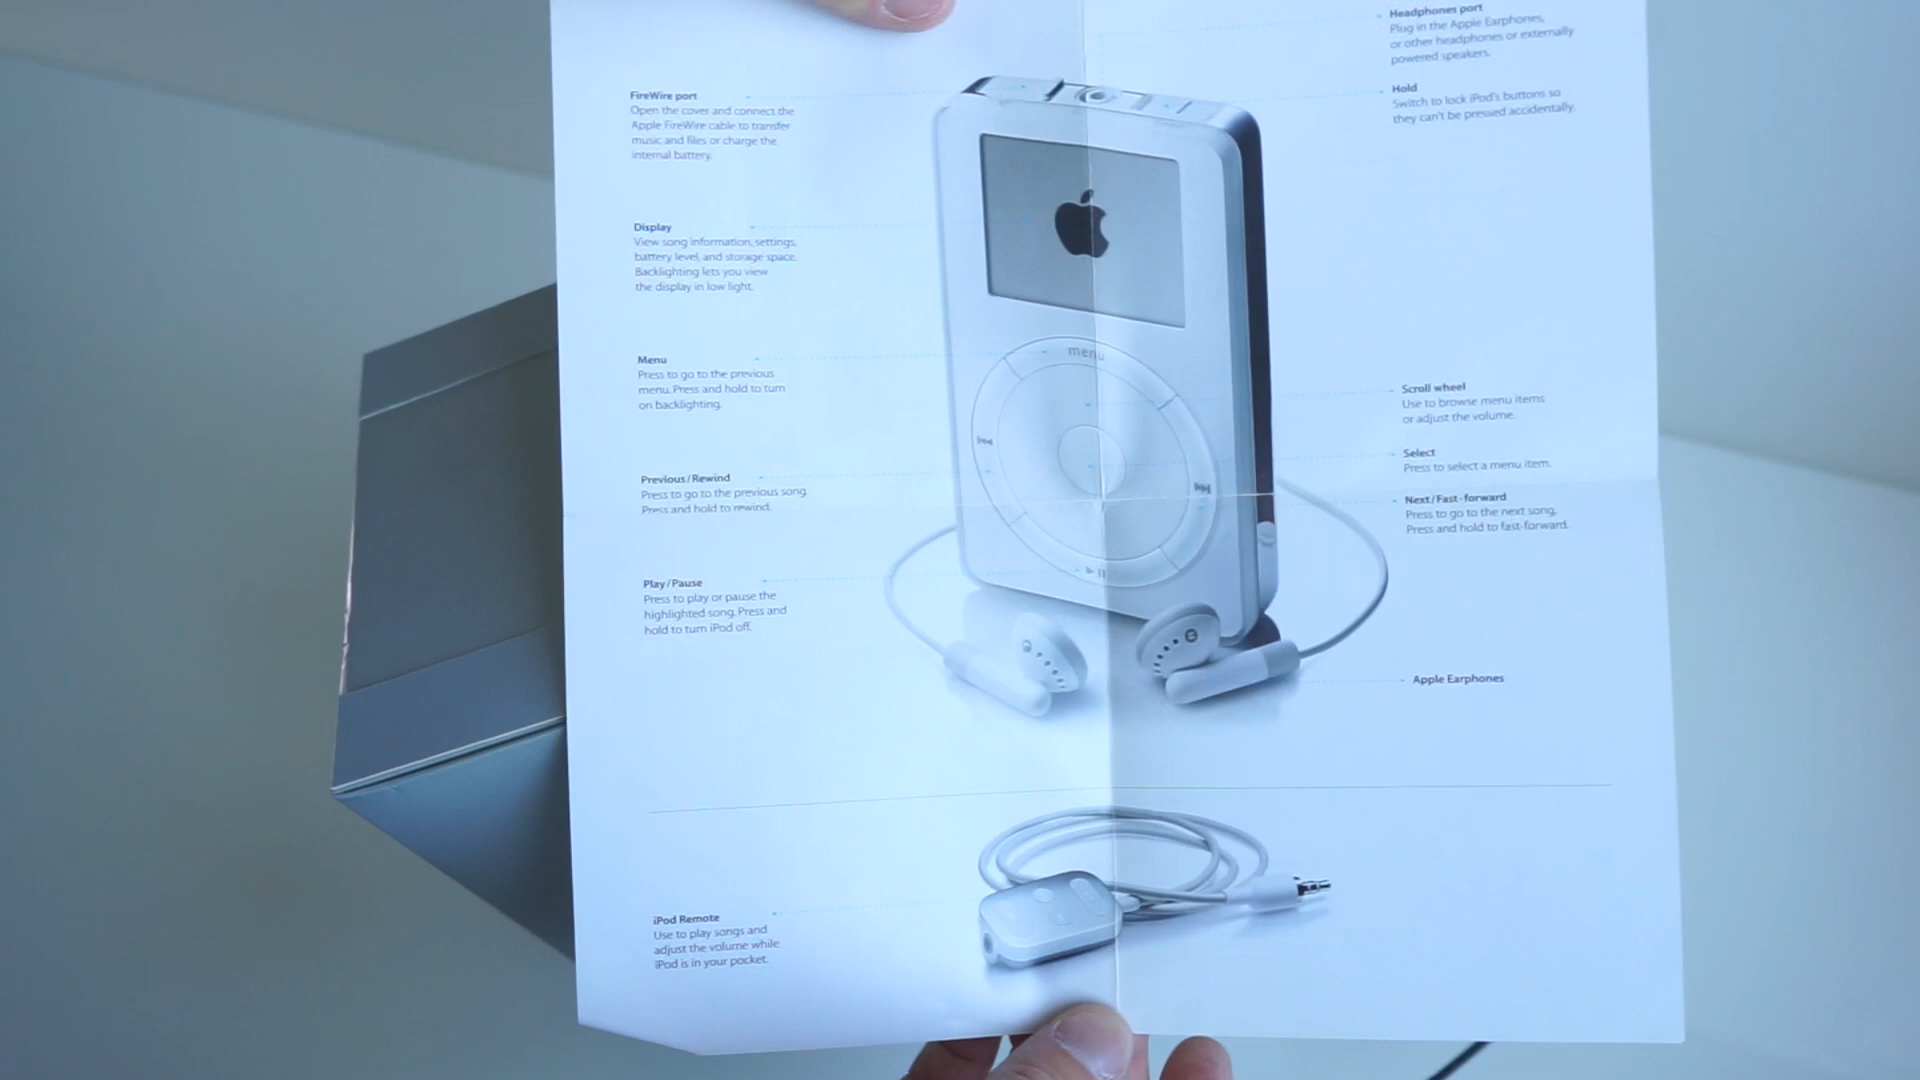 FireWire port
Open the cover and connect the
Apple FireWire cable to transfer
music and files or charge the
internal battery.
Display
View song information, settings,
battery level, and storage space.
Backlighting lets you view
the display in low light.
Menu
Press to go to the previous
menu. Press and hold to turn
on backlighting.
Previous/Rewind
Press to go to the previous song.
Press and hold to rewind.
Play/Pause
Press to play or pause the
highlighted song. Press and
hold to turn iPod off.
menu
Headphones port
Plug in the Apple Earphones,
or other headphones or externally
powered speakers.
Hold
Switch to lock iPod's buttons so
they can't be pressed accidentally.
Scroll wheel
Use to browse menu items
or adjust the volume.
Select
Press to select a menu item.
Next/Fast-forward
Press to go to the next song.
Press and hold to fast-forward.
Apple Earphones
iPod Remote
Use to play songs and
adjust the volume while
iPod is in your pocket.